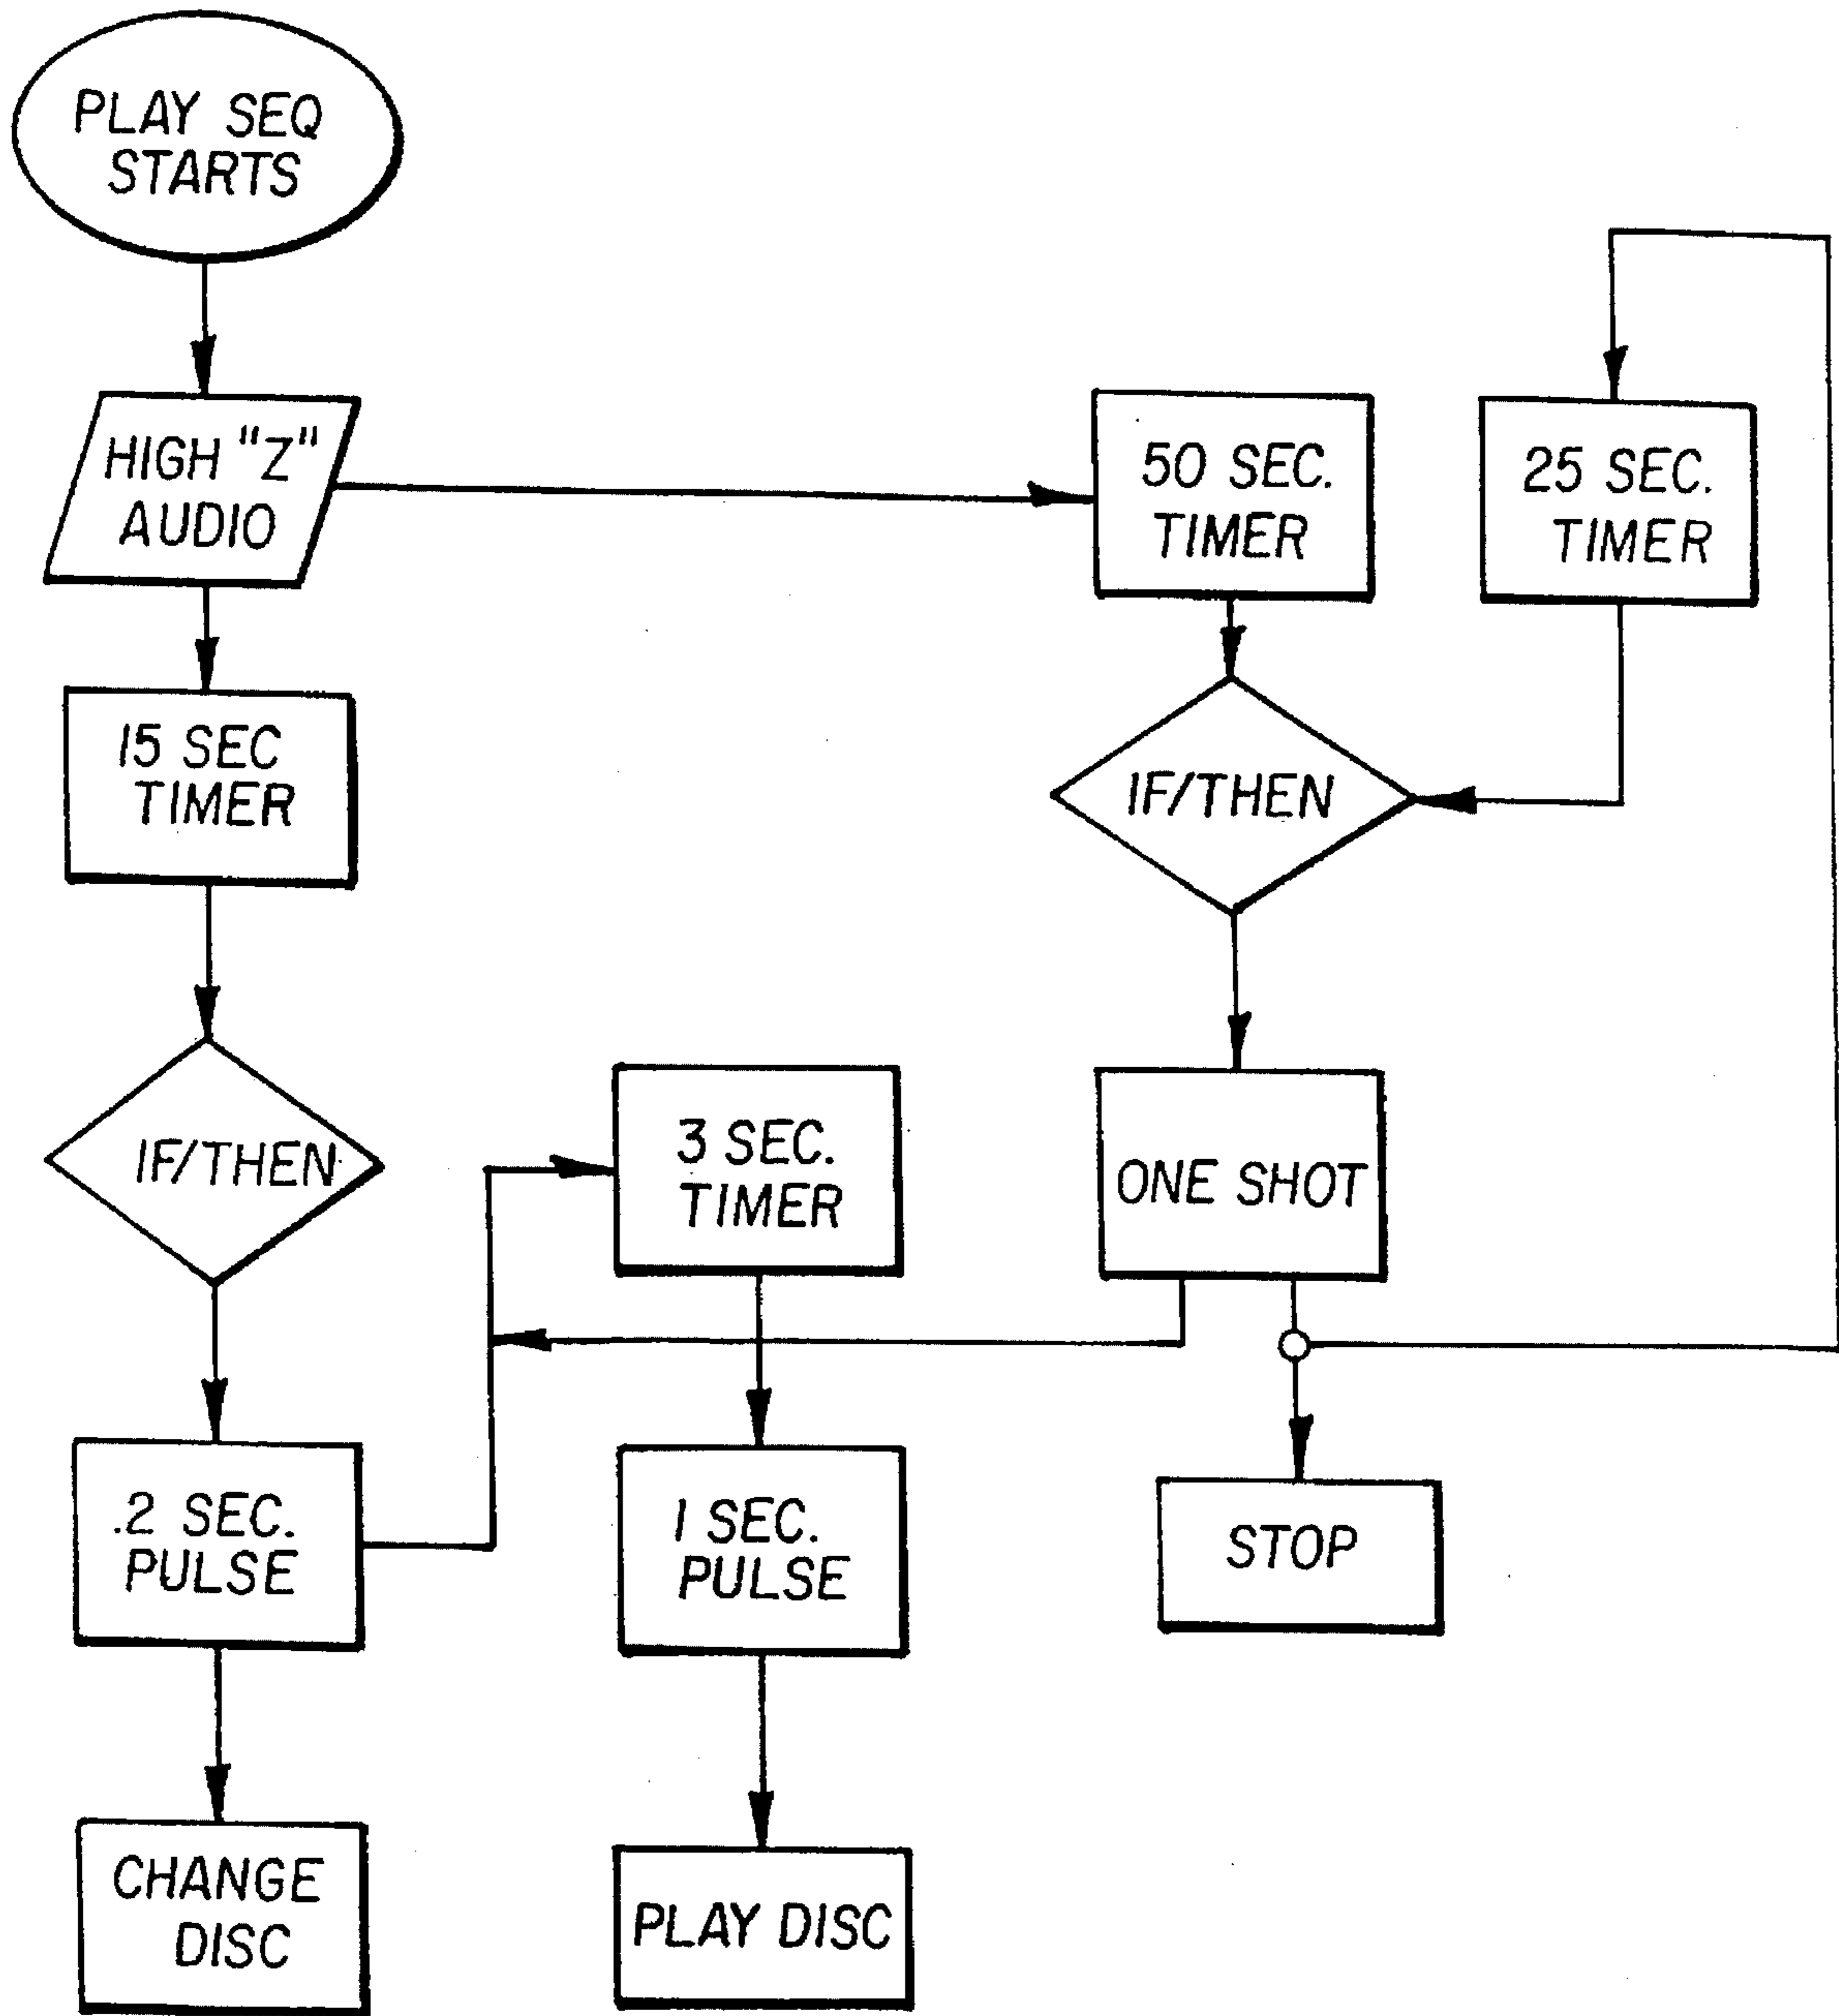 PLAY SEQ
STARTS
HIGH "Z"
AUDIO
50 SEC.
TIMER
25 SEC.
TIMER
15 SEC
TIMER
IF/THEN
IF/THEN
3 SEC.
TIMER
ONE SHOT
.2 SEC.
PULSE
1 SEC.
PULSE
STOP
CHANGE
DISC
PLAY DISC